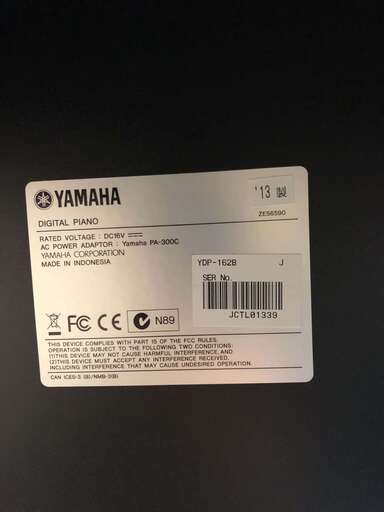 YAMAHA
'13
ZES6590
DIGITAL PIANO
RATED VOLTAGE : DC16V
AC POWER ADAPTOR : Yamaha PA-300C
YAMAHA CORPORATION
MADE IN INDONESIA
YDP-162B J
SER No.
JCTL01339
FC CE N89
THIS DEVICE COMPLIES WITH PART 15 OF THE FCC RULES.
OPERATION IS SUBJECT TO THE FOLLOWING TWO CONDITIONS:
(1)THIS DEVICE MAY NOT CAUSE HARMFUL INTERFERENCE, AND
(2)THIS DEVICE MUST ACCEPT ANY INTERFERENCE RECEIVED,
INCLUDING INTERFERENCE THAT MAY CAUSE UNDESIRED OPERATION.
CAN ICES-3 (B)/NMB-3(B)